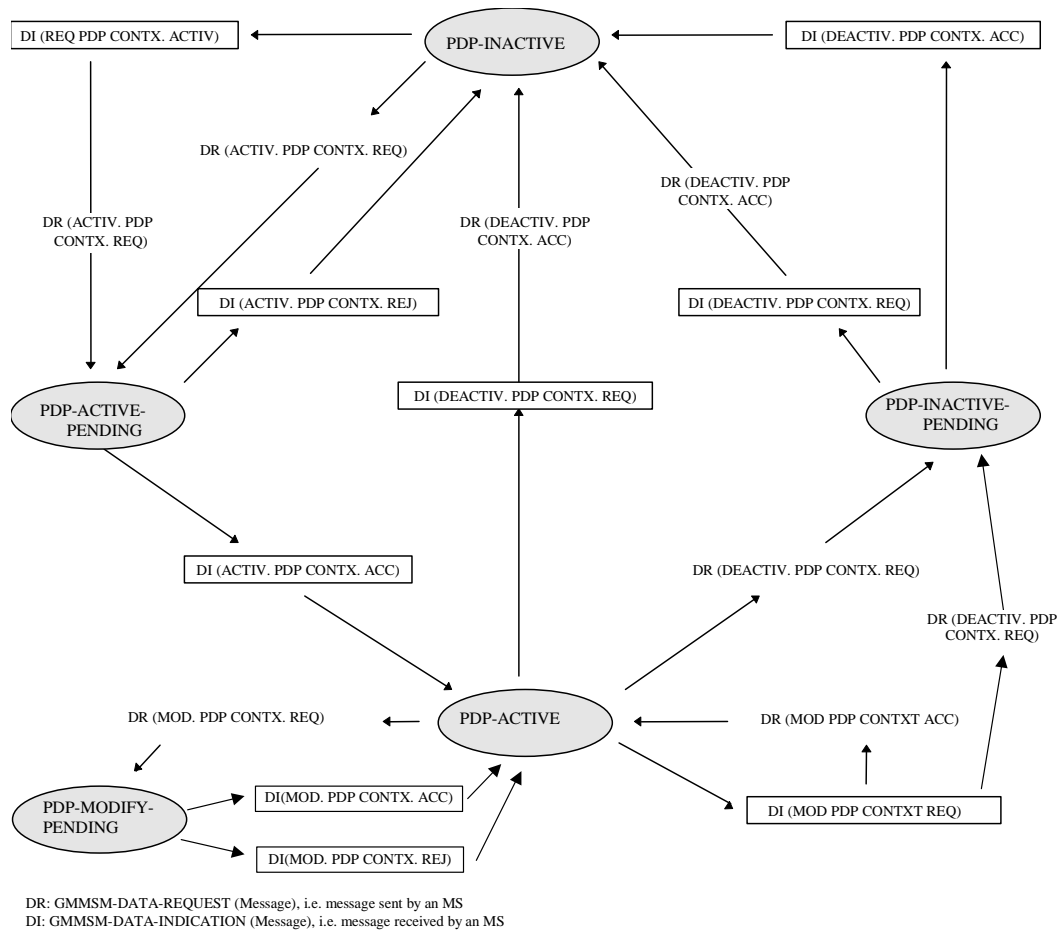 DI (REQ PDP CONTX. ACTIV)
PDP-INACTIVE
DI (DEACTIV. PDP CONTX. ACC)
DR (ACTIV. PDP CONTX. REQ)
DR (DEACTIV. PDP
CONTX. ACC)
DR (ACTIV. PDP
CONTX. REQ)
DR (DEACTIV. PDP
CONTX. ACC)
DI (ACTIV. PDP CONTX. REJ)
DI (DEACTIV. PDP CONTX. REQ)
DI (DEACTIV. PDP CONTX. REQ)
PDP-ACTIVE-
PENDING
PDP-INACTIVE-
PENDING
DI (ACTIV. PDP CONTX. ACC)
DR (DEACTIV. PDP CONTX. REQ)
DR (DEACTIV. PDP
CONTX. REQ)
DR (MOD. PDP CONTX. REQ)
PDP-ACTIVE
DR (MOD PDP CONTXT ACC)
PDP-MODIFY-
PENDING
DI(MOD. PDP CONTX. ACC)
DI (MOD PDP CONTXT REQ)
DI(MOD. PDP CONTX. REJ)
DR: GMMSM-DATA-REQUEST (Message), i.e. message sent by an MS
DI: GMMSM-DATA-INDICATION (Message), i.e. message received by an MS